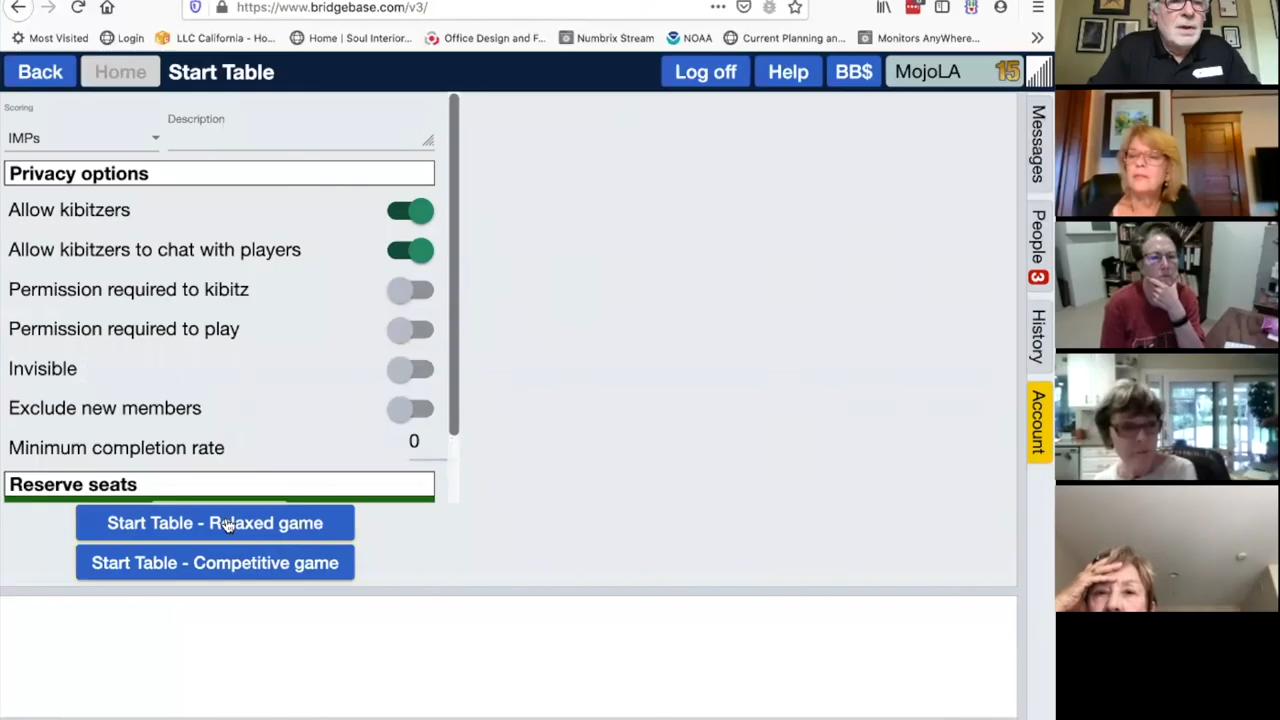 https://www.bridgebase.com/v3/
Most Visited Login LLC California - Ho... Home | Soul Interior... Office Design and F... Numbrix Stream NOAA Current Planning an... Monitors AnyWhere...
Back Home Start Table Log off Help BB$ MojoLA 15
Scoring
IMPs
Description
Privacy options
Allow kibitzers
Allow kibitzers to chat with players
Permission required to kibitz
Permission required to play
Invisible
Exclude new members
Minimum completion rate 0
Reserve seats
Start Table - Relaxed game
Start Table - Competitive game
Messages
People 3
History
Account